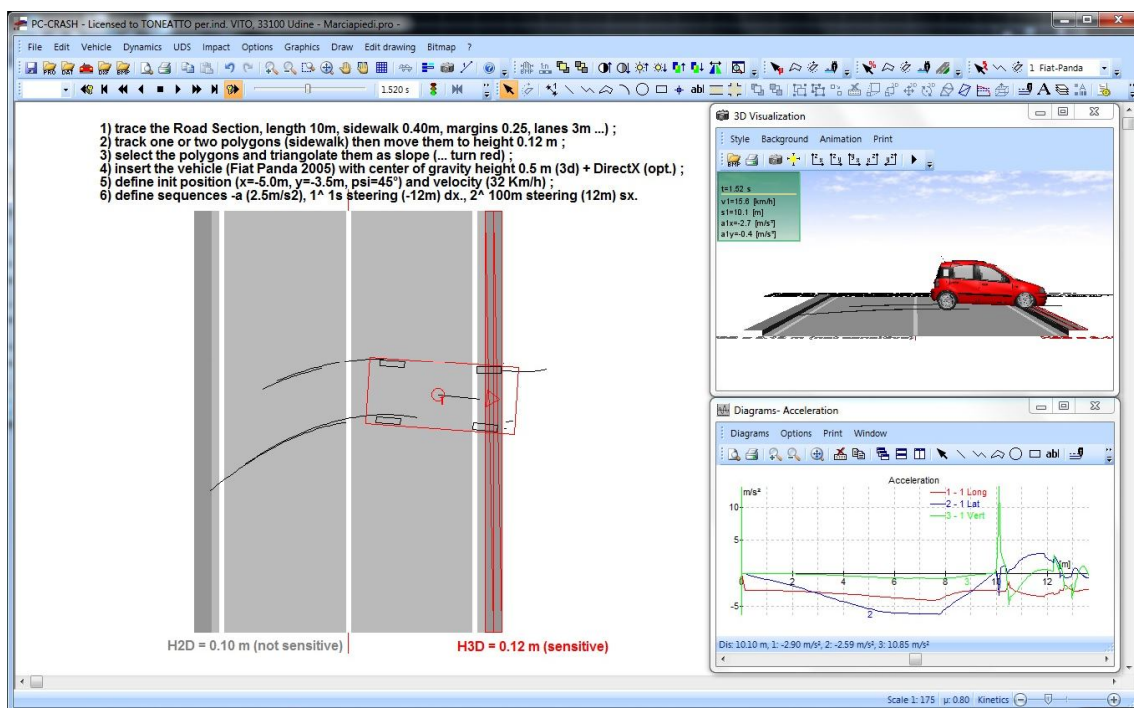 PC-CRASH - Licensed to TONEATTO per.ind. VITO, 33100 Udine - Marciapiedi.pro -
File Edit Vehicle Dynamics UDS Impact Options Graphics Draw Edit drawing Bitmap ?
1 Fiat-Panda
1.520 s
abl
1) trace the Road Section, length 10m, sidewalk 0.40m, margins 0.25, lanes 3m ...) ;
2) track one or two polygons (sidewalk) then move them to height 0.12 m ;
3) select the polygons and triangolate them as slope (... turn red) ;
4) insert the vehicle (Fiat Panda 2005) with center of gravity height 0.5 m (3d) + DirectX (opt.) ;
5) define init position (x=-5.0m, y=-3.5m, psi=45°) and velocity (32 Km/h) ;
6) define sequences -a (2.5m/s2), 1^ 1s steering (-12m) dx., 2^ 100m steering (12m) sx.
H2D = 0.10 m (not sensitive)
H3D = 0.12 m (sensitive)
3D Visualization
Style Background Animation Print
t=1.52 s
v1=15.6 [km/h]
s1=10.1 [m]
a1x=-2.7 [m/s²]
a1y=-0.4 [m/s²]
Diagrams- Acceleration
Diagrams Options Print Window
abl
Acceleration
m/s²
1 - 1 Long
2 - 1 Lat
3 - 1 Vert
10
5
-5
2 4 6 8 10 12
[m]
3
2
Dis: 10.10 m, 1: -2.90 m/s², 2: -2.59 m/s², 3: 10.85 m/s²
Scale 1: 175 µ: 0.80 Kinetics